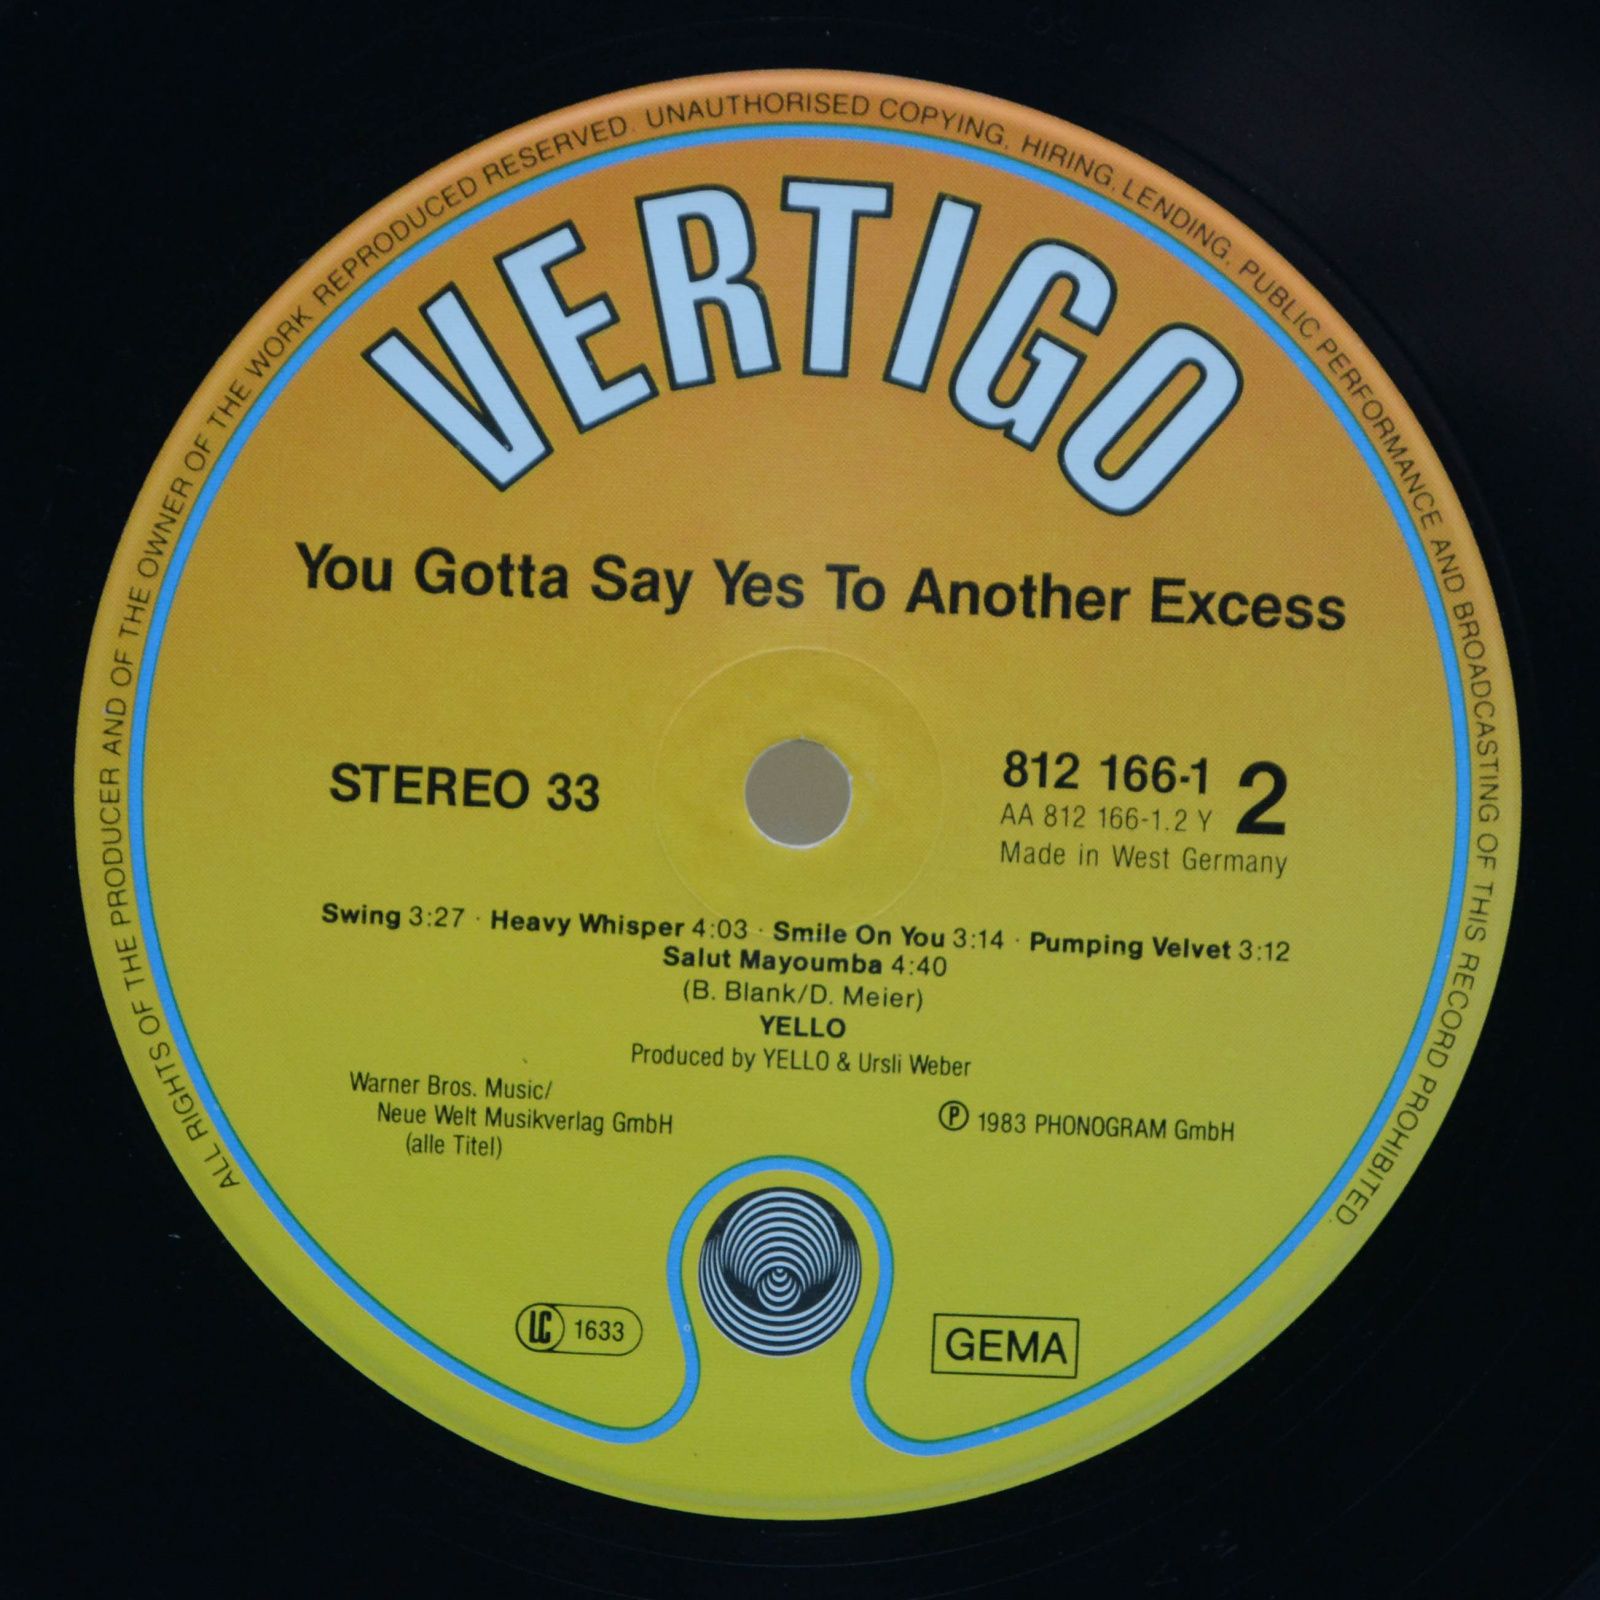 ALL RIGHTS OF THE PRODUCER AND OF THE OWNER OF THE WORK REPRODUCED RESERVED. UNAUTHORISED COPYING, HIRING, LENDING, PUBLIC PERFORMANCE AND BROADCASTING OF THIS RECORD PROHIBITED.
VERTIGO
You Gotta Say Yes To Another Excess
STEREO 33
812 166-1 2
AA 812 166-1.2 Y
Made in West Germany
Swing 3:27 · Heavy Whisper 4:03 · Smile On You 3:14 · Pumping Velvet 3:12
Salut Mayoumba 4:40
(B. Blank/D. Meier)
YELLO
Produced by YELLO & Ursli Weber
Warner Bros. Music/
Neue Welt Musikverlag GmbH
(alle Titel)
℗ 1983 PHONOGRAM GmbH
LC 1633
GEMA